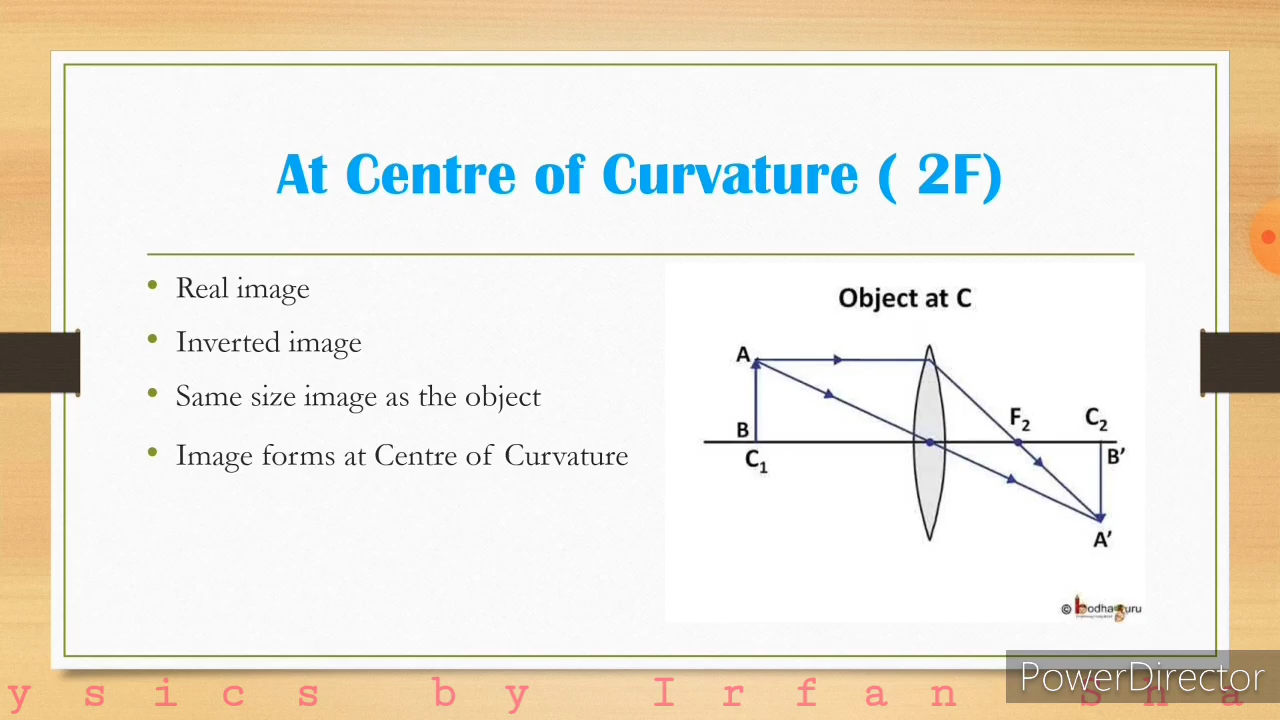 At Centre of Curvature ( 2F)
• Real image
• Inverted image
• Same size image as the object
• Image forms at Centre of Curvature
Object at C
A
B
C₁
F₂
C₂
B’
A’
© bodhaguru
PowerDirector
y s i c s b y I r f a n S h a